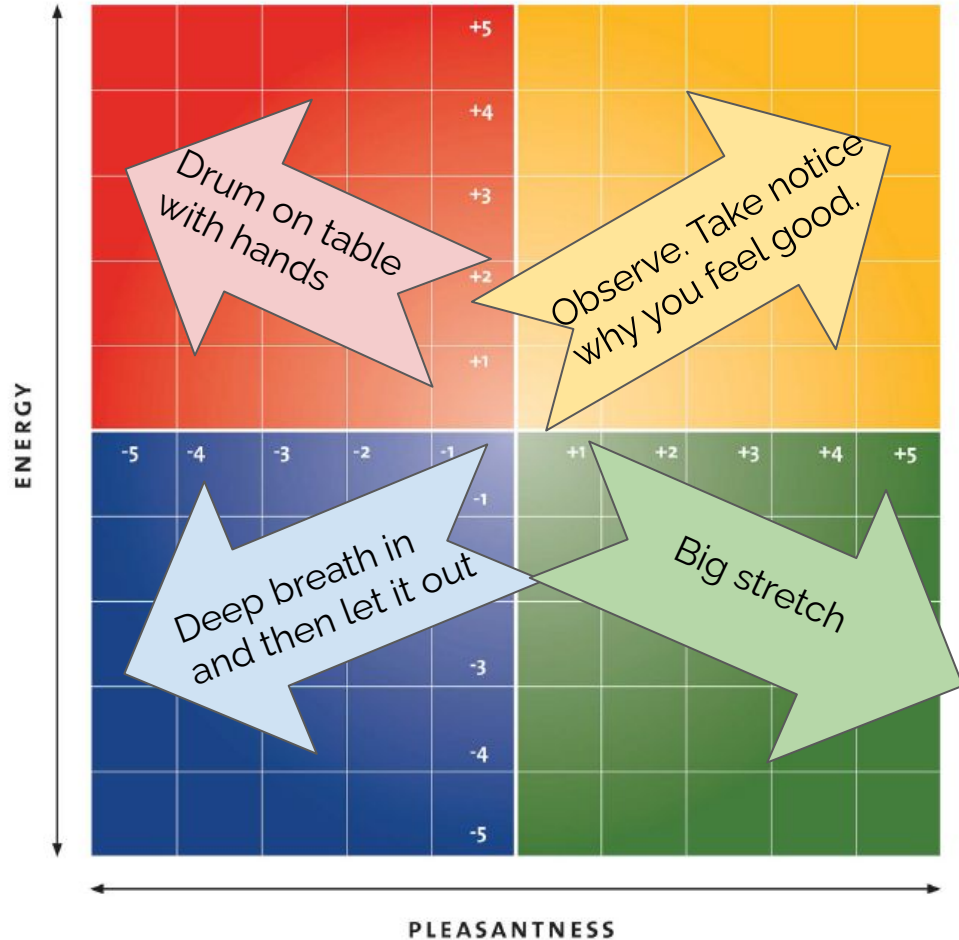 +5
+4
Drum on table
with hands
+3
+2
+1
Observe. Take notice
why you feel good.
ENERGY
-5 -4 -3 -2 -1 +1 +2 +3 +4 +5
-1
Deep breath in
and then let it out
Big stretch
-3
-4
-5
PLEASANTNESS